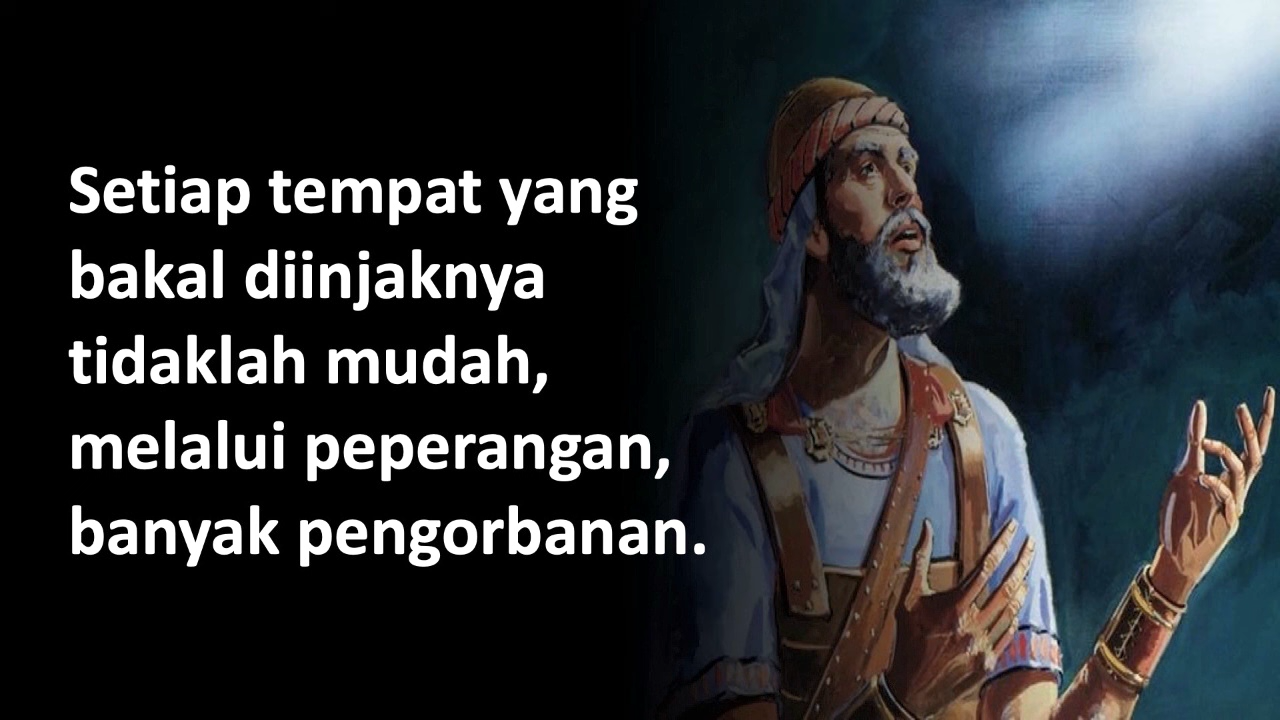 Setiap tempat yang
bakal diinjaknya
tidaklah mudah,
melalui peperangan,
banyak pengorbanan.